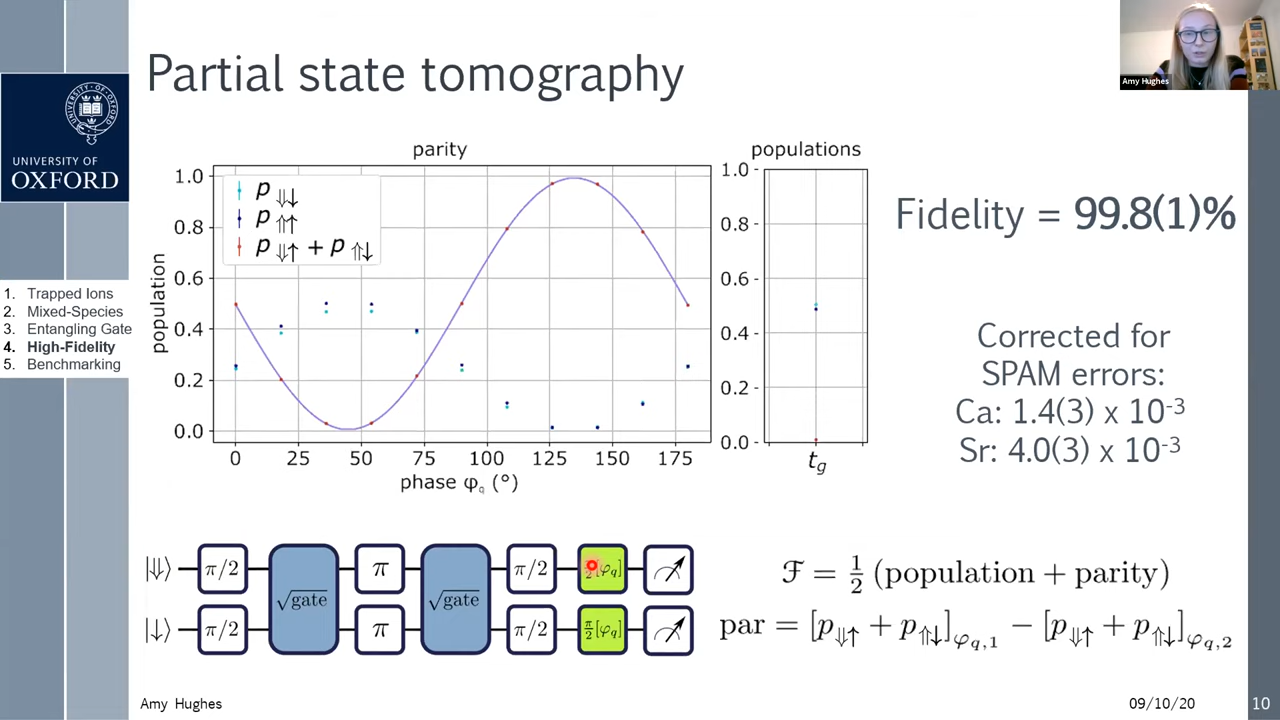 Partial state tomography
Amy Hughes
UNIVERSITY OF
OXFORD
1. Trapped Ions
2. Mixed-Species
3. Entangling Gate
4. High-Fidelity
5. Benchmarking
parity
populations
p ⇓↓
p ⇑↑
p ⇓↑ + p ⇑↓
population
1.0
0.8
0.6
0.4
0.2
0.0
0 25 50 75 100 125 150 175
phase φq (°)
1.0
0.8
0.6
0.4
0.2
0.0
tg
Fidelity = 99.8(1)%
Corrected for
SPAM errors:
Ca: 1.4(3) x 10⁻³
Sr: 4.0(3) x 10⁻³
|⇓⟩ π/2 √gate π √gate π/2 [φq]
|↓⟩ π/2 π π/2 π/2 [φq]
ℱ = 1/2 (population + parity)
par = [p⇓↑ + p⇑↓]φq,1 − [p⇓↑ + p⇑↓]φq,2
Amy Hughes
09/10/20
10